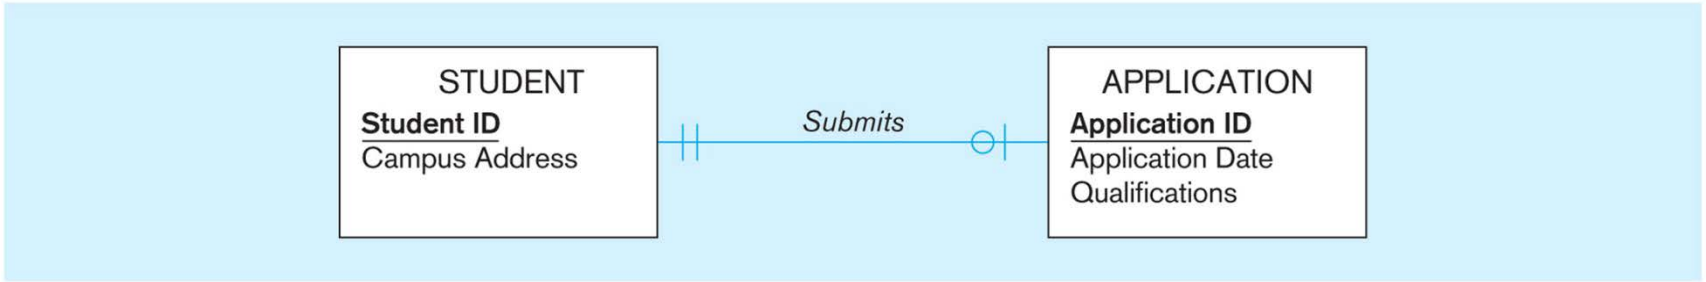 STUDENT
Student ID
Campus Address
Submits
APPLICATION
Application ID
Application Date
Qualifications